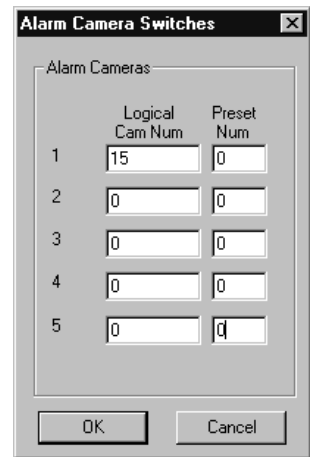 Alarm Camera Switches
Alarm Cameras
Logical Cam Num Preset Num
1 15 0
2 0 0
3 0 0
4 0 0
5 0 0
OK Cancel